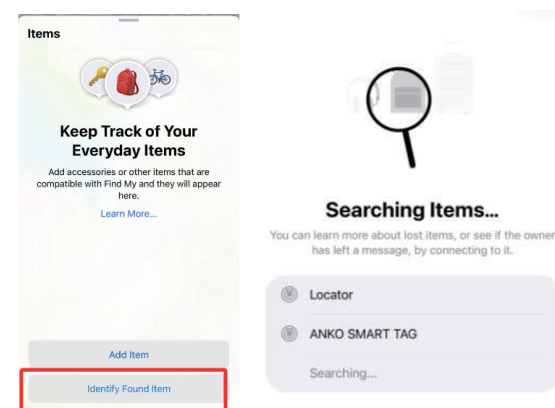 Items
Keep Track of Your
Everyday Items
Add accessories or other items that are
compatible with Find My and they will appear
here.
Learn More...
Add Item
Identify Found Item
Searching Items...
You can learn more about lost items, or see if the owner
has left a message, by connecting to it.
Locator
ANKO SMART TAG
Searching...